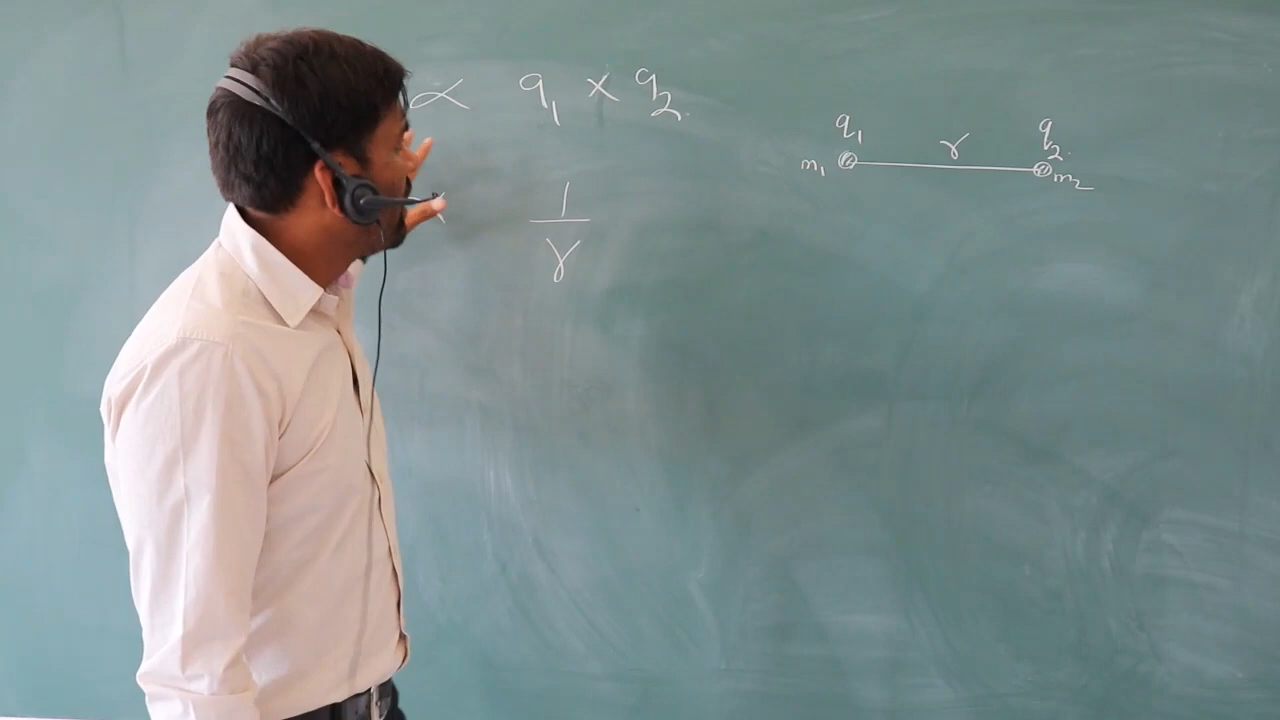 ∝ q₁ × q₂
1
r
q₁ r q₂
m₁ m₂